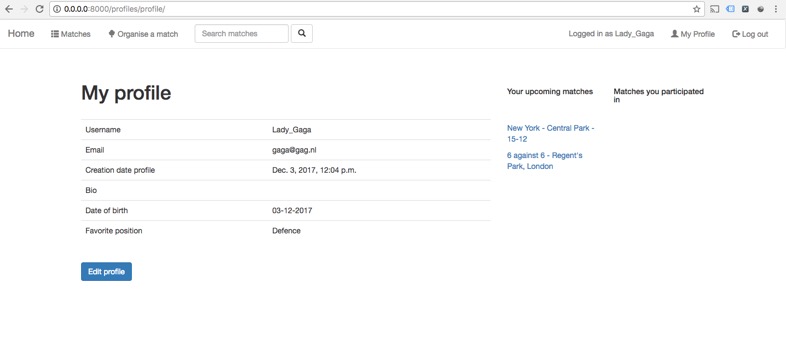 0.0.0.0:8000/profiles/profile/
Home Matches Organise a match Search matches Logged in as Lady_Gaga My Profile Log out
My profile
Username Lady_Gaga
Email gaga@gag.nl
Creation date profile Dec. 3, 2017, 12:04 p.m.
Bio
Date of birth 03-12-2017
Favorite position Defence
Edit profile
Your upcoming matches
New York - Central Park -
15-12
6 against 6 - Regent's
Park, London
Matches you participated
in